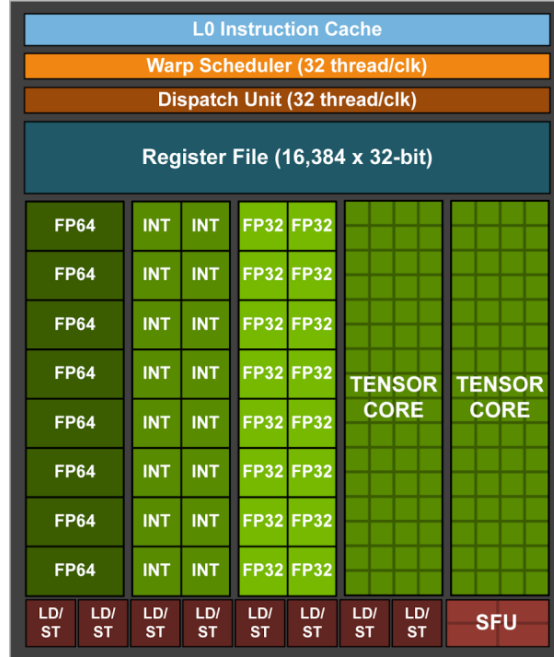 L0 Instruction Cache
Warp Scheduler (32 thread/clk)
Dispatch Unit (32 thread/clk)
Register File (16,384 x 32-bit)
FP64 INT INT FP32 FP32
FP64 INT INT FP32 FP32
FP64 INT INT FP32 FP32
FP64 INT INT FP32 FP32
TENSOR CORE TENSOR CORE
FP64 INT INT FP32 FP32
FP64 INT INT FP32 FP32
FP64 INT INT FP32 FP32
FP64 INT INT FP32 FP32
LD/ LD/ LD/ LD/ LD/ LD/ LD/ LD/ SFU
ST ST ST ST ST ST ST ST